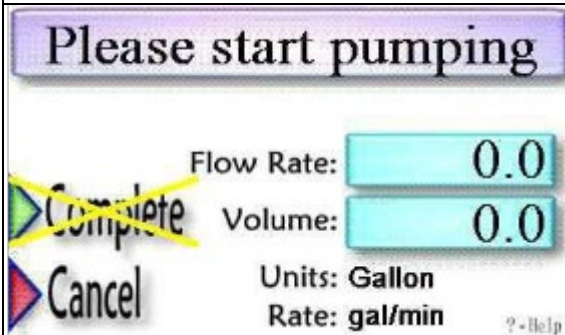 Please start pumping
Flow Rate: 0.0
Complete Volume: 0.0
Units: Gallon
Cancel Rate: gal/min
?-Help